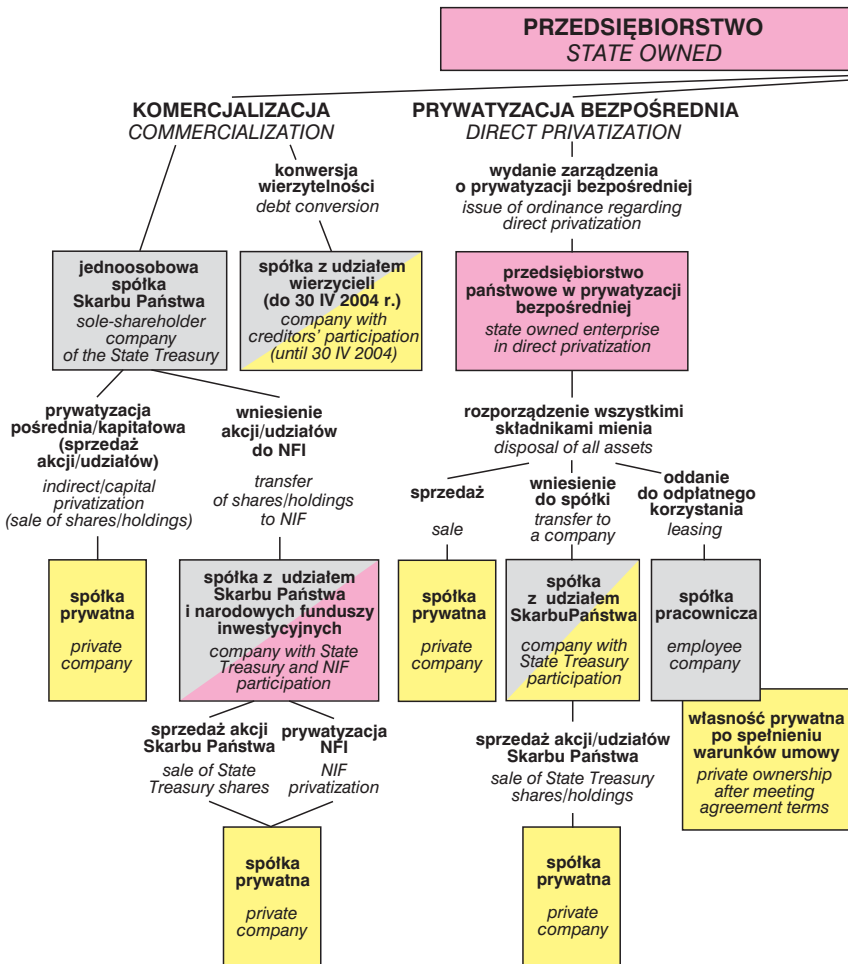 PRZEDSIĘBIORSTWO
STATE OWNED
KOMERCJALIZACJA
COMMERCIALIZATION
PRYWATYZACJA BEZPOŚREDNIA
DIRECT PRIVATIZATION
konwersja
wierzytelności
debt conversion
wydanie zarządzenia
o prywatyzacji bezpośredniej
issue of ordinance regarding
direct privatization
jednoosobowa
spółka
Skarbu Państwa
sole-shareholder
company
of the State Treasury
spółka z udziałem
wierzycieli
(do 30 IV 2004 r.)
company with
creditors' participation
(until 30 IV 2004)
przedsiębiorstwo
państwowe w prywatyzacji
bezpośredniej
state owned enterprise
in direct privatization
prywatyzacja
pośrednia/kapitałowa
(sprzedaż
akcji/udziałów)
indirect/capital
privatization
(sale of shares/holdings)
wniesienie
akcji/udziałów
do NFI
transfer
of shares/holdings
to NIF
rozporządzenie wszystkimi
składnikami mienia
disposal of all assets
sprzedaż
sale
wniesienie
do spółki
transfer to
a company
oddanie
do odpłatnego
korzystania
leasing
spółka
prywatna
private
company
spółka z udziałem
Skarbu Państwa
i narodowych funduszy
inwestycyjnych
company with State
Treasury and NIF
participation
spółka
prywatna
private
company
spółka
z udziałem
SkarbuPaństwa
company with
State Treasury
participation
spółka
pracownicza
employee
company
własność prywatna
po spełnieniu
warunków umowy
private ownership
after meeting
agreement terms
sprzedaż akcji
Skarbu Państwa
sale of State
Treasury shares
prywatyzacja
NFI
NIF
privatization
sprzedaż akcji/udziałów
Skarbu Państwa
sale of State Treasury
shares/holdings
spółka
prywatna
private
company
spółka
prywatna
private
company